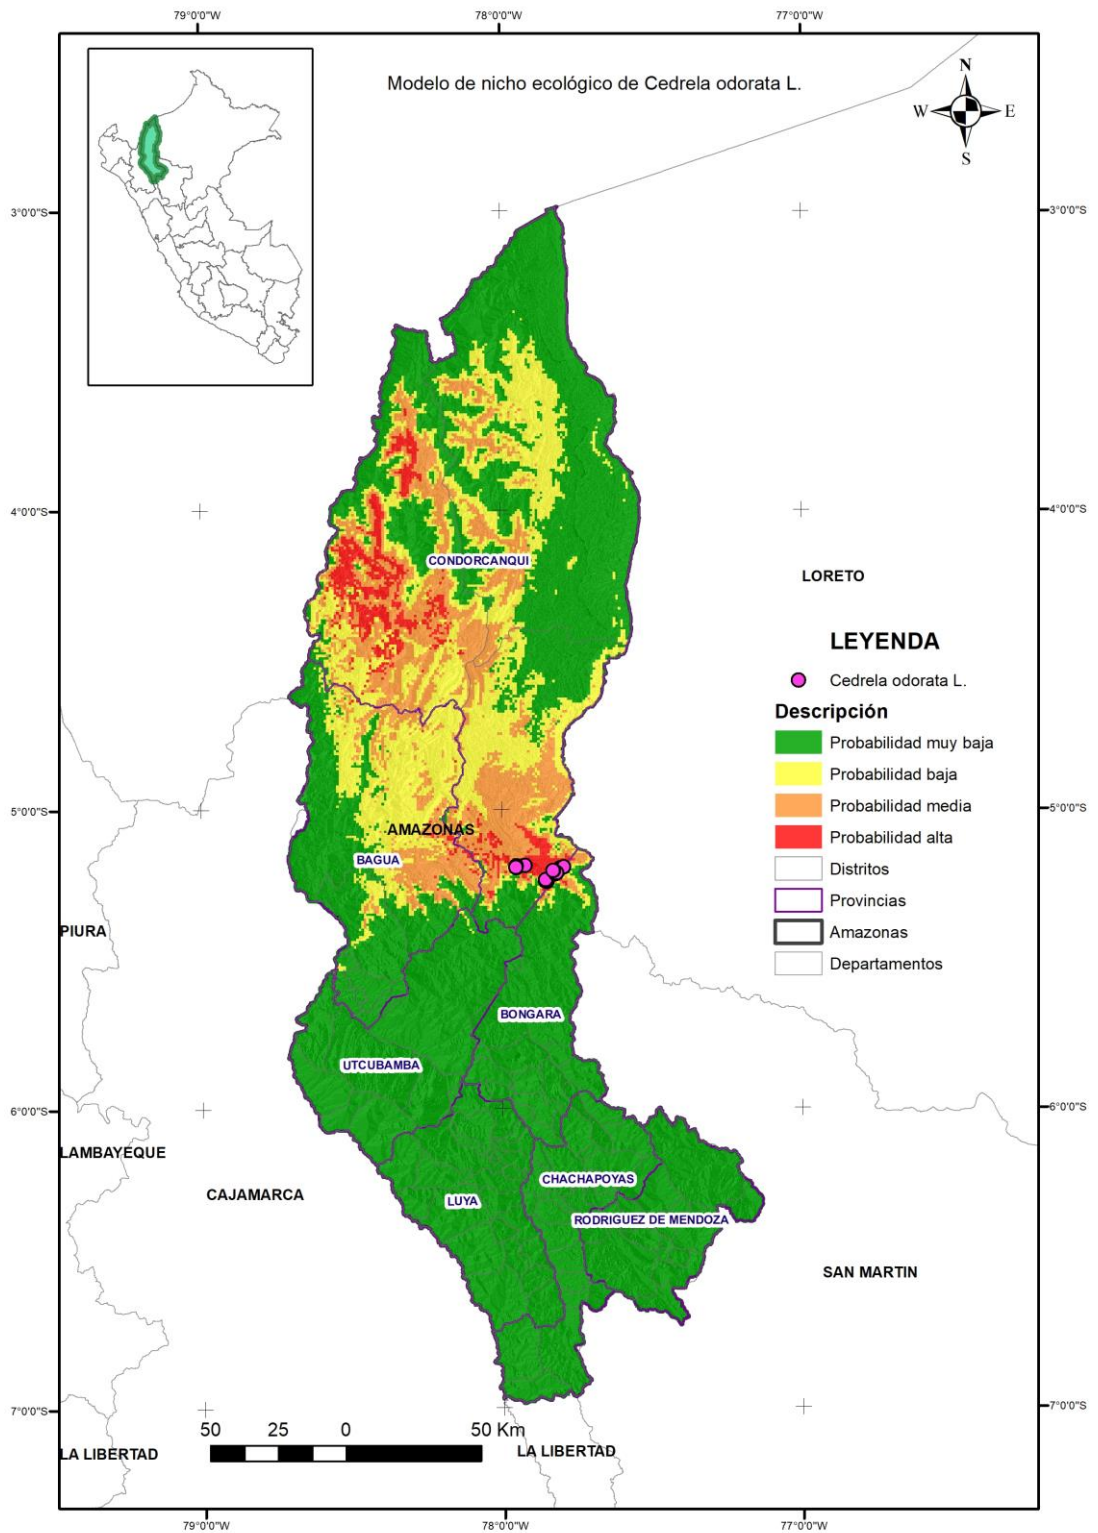 79°0'0"W 78°0'0"W 77°0'0"W
Modelo de nicho ecológico de Cedrela odorata L.
N
W E
S
3°0'0"S 3°0'0"S
4°0'0"S 4°0'0"S
CONDORCANQUI
LORETO
LEYENDA
Cedrela odorata L.
Descripción
Probabilidad muy baja
Probabilidad baja
Probabilidad media
Probabilidad alta
Distritos
Provincias
Amazonas
Departamentos
5°0'0"S 5°0'0"S
AMAZONAS
BAGUA
PIURA
BONGARA
UTCUBAMBA
6°0'0"S 6°0'0"S
LAMBAYEQUE
CHACHAPOYAS
CAJAMARCA
LUYA
RODRIGUEZ DE MENDOZA
SAN MARTIN
7°0'0"S 7°0'0"S
50 25 0 50 Km
LA LIBERTAD LA LIBERTAD
79°0'0"W 78°0'0"W 77°0'0"W